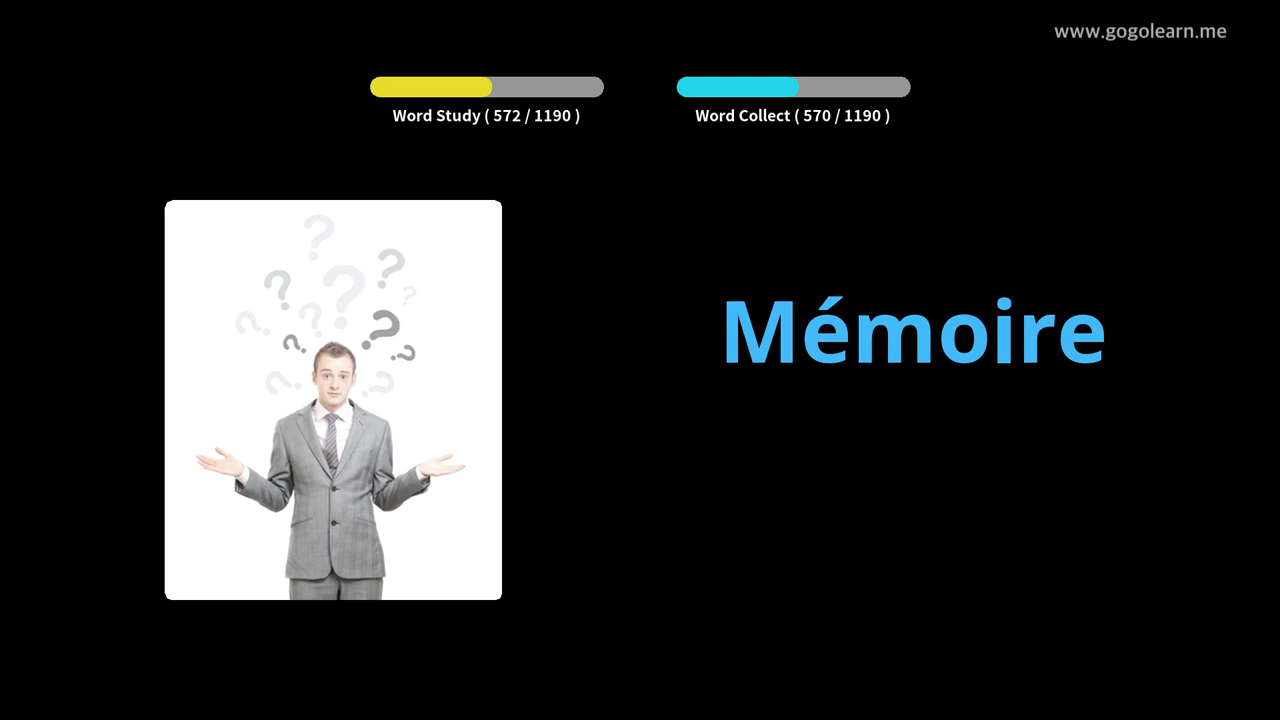 www.gogolearn.me
Word Study ( 572 / 1190 )
Word Collect ( 570 / 1190 )
? ? ? ? ? ? ? ? ? ? ? ?
Mémoire